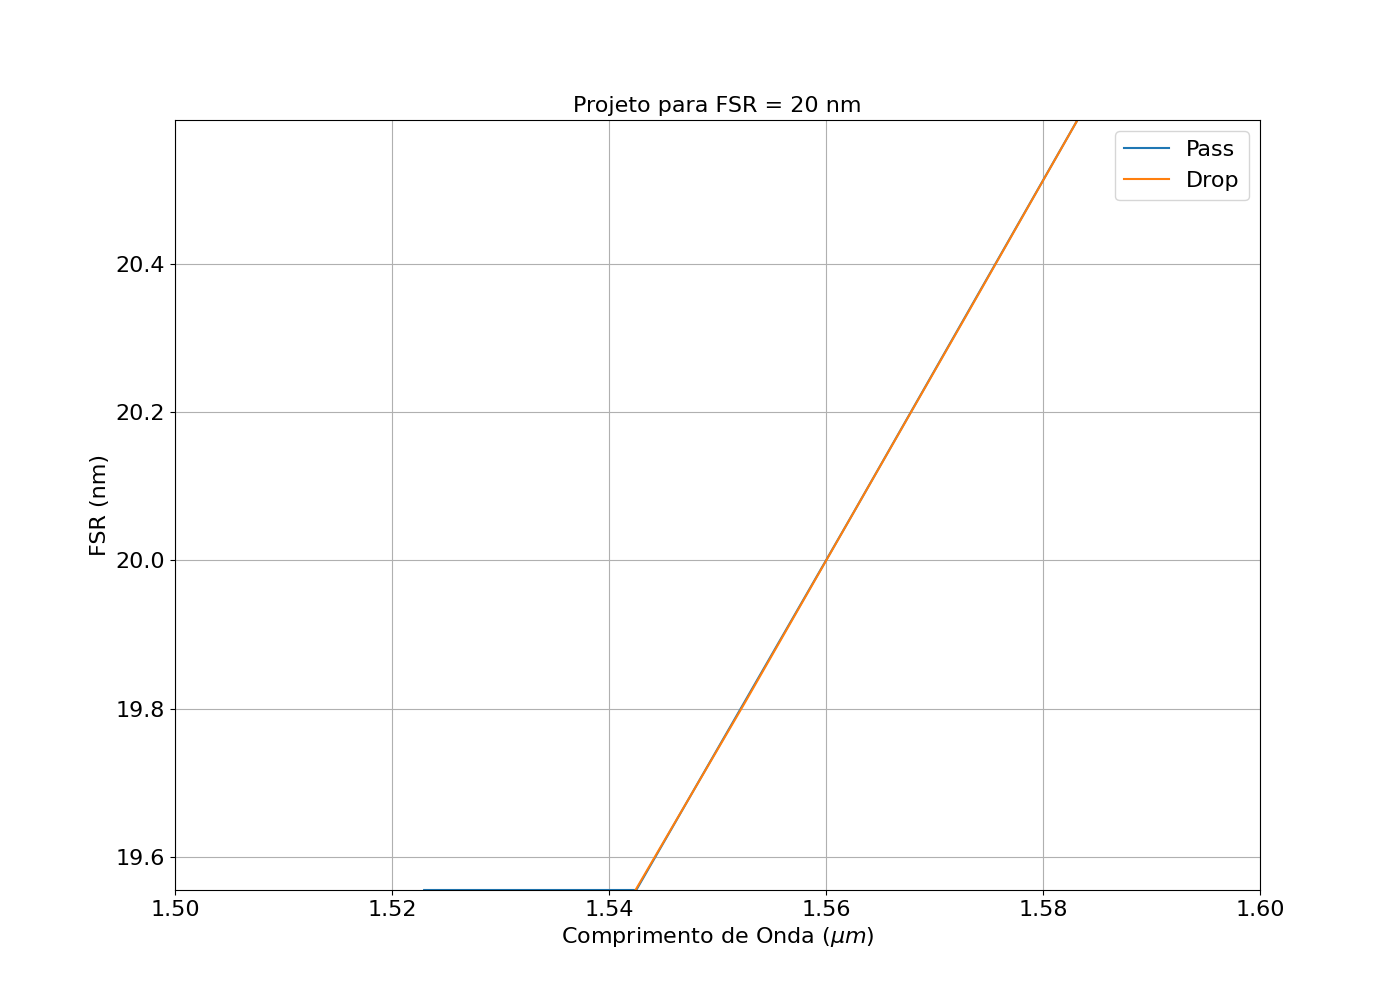 Projeto para FSR = 20 nm
Pass
Drop
20.4
20.2
20.0
19.8
19.6
FSR (nm)
1.50 1.52 1.54 1.56 1.58 1.60
Comprimento de Onda (μm)